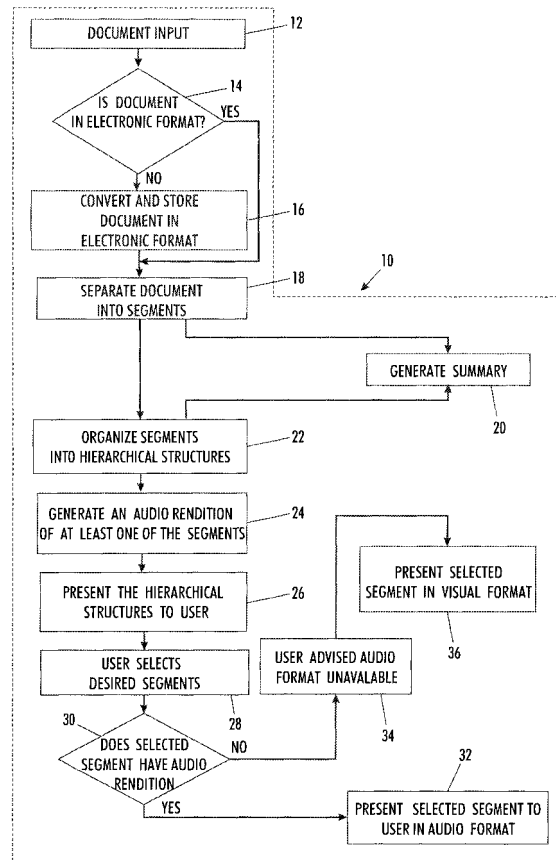 DOCUMENT INPUT
12
IS DOCUMENT
IN ELECTRONIC FORMAT?
14
YES
NO
CONVERT AND STORE
DOCUMENT IN
ELECTRONIC FORMAT
16
10
SEPARATE DOCUMENT
INTO SEGMENTS
18
GENERATE SUMMARY
20
ORGANIZE SEGMENTS
INTO HIERARCHICAL STRUCTURES
22
GENERATE AN AUDIO RENDITION
OF AT LEAST ONE OF THE SEGMENTS
24
PRESENT THE HIERARCHICAL
STRUCTURES TO USER
26
PRESENT SELECTED
SEGMENT IN VISUAL FORMAT
36
USER SELECTS
DESIRED SEGMENTS
28
USER ADVISED AUDIO
FORMAT UNAVALABLE
34
30
DOES SELECTED
SEGMENT HAVE AUDIO
RENDITION
NO
YES
32
PRESENT SELECTED SEGMENT TO
USER IN AUDIO FORMAT